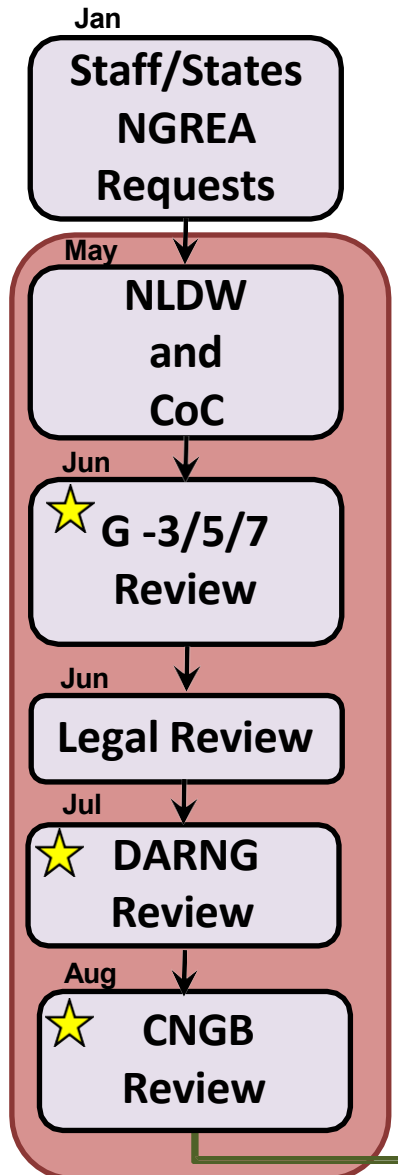 Jan
Staff/States
NGREA
Requests
May
NLDW
and
CoC
Jun
G -3/5/7
Review
Jun
Legal Review
Jul
DARNG
Review
Aug
CNGB
Review